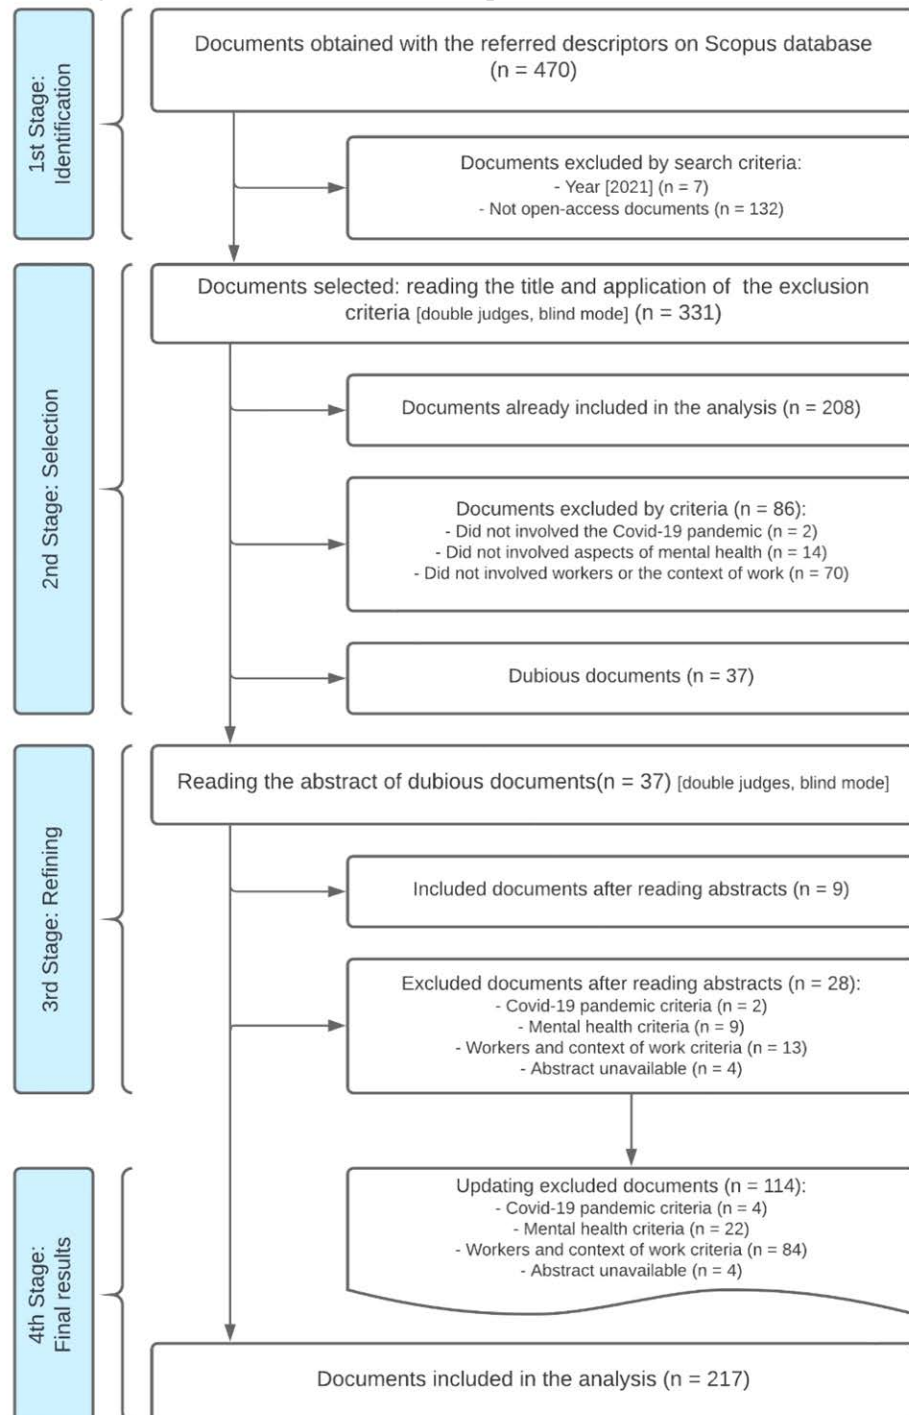 1st Stage:
Identification
Documents obtained with the referred descriptors on Scopus database
(n = 470)
Documents excluded by search criteria:
- Year [2021] (n = 7)
- Not open-access documents (n = 132)
2nd Stage: Selection
Documents selected: reading the title and application of the exclusion
criteria [double judges, blind mode] (n = 331)
Documents already included in the analysis (n = 208)
Documents excluded by criteria (n = 86):
- Did not involved the Covid-19 pandemic (n = 2)
- Did not involved aspects of mental health (n = 14)
- Did not involved workers or the context of work (n = 70)
Dubious documents (n = 37)
3rd Stage: Refining
Reading the abstract of dubious documents(n = 37) [double judges, blind mode]
Included documents after reading abstracts (n = 9)
Excluded documents after reading abstracts (n = 28):
- Covid-19 pandemic criteria (n = 2)
- Mental health criteria (n = 9)
- Workers and context of work criteria (n = 13)
- Abstract unavailable (n = 4)
4th Stage:
Final results
Updating excluded documents (n = 114):
- Covid-19 pandemic criteria (n = 4)
- Mental health criteria (n = 22)
- Workers and context of work criteria (n = 84)
- Abstract unavailable (n = 4)
Documents included in the analysis (n = 217)